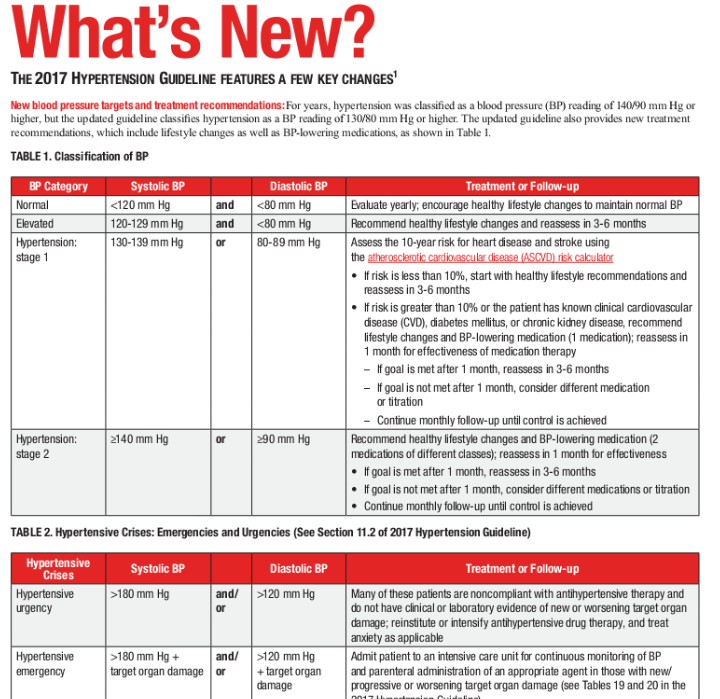 What's New?
THE 2017 HYPERTENSION GUIDELINE FEATURES A FEW KEY CHANGES1
New blood pressure targets and treatment recommendations: For years, hypertension was classified as a blood pressure (BP) reading of 140/90 mm Hg or
higher, but the updated guideline classifies hypertension as a BP reading of 130/80 mm Hg or higher. The updated guideline also provides new treatment
recommendations, which include lifestyle changes as well as BP-lowering medications, as shown in Table 1.
TABLE 1. Classification of BP
BP Category Systolic BP Diastolic BP Treatment or Follow-up
Normal <120 mm Hg and <80 mm Hg Evaluate yearly; encourage healthy lifestyle changes to maintain normal BP
Elevated 120-129 mm Hg and <80 mm Hg Recommend healthy lifestyle changes and reassess in 3-6 months
Hypertension: 130-139 mm Hg or 80-89 mm Hg Assess the 10-year risk for heart disease and stroke using
stage 1 the atherosclerotic cardiovascular disease (ASCVD) risk calculator
• If risk is less than 10%, start with healthy lifestyle recommendations and
reassess in 3-6 months
• If risk is greater than 10% or the patient has known clinical cardiovascular
disease (CVD), diabetes mellitus, or chronic kidney disease, recommend
lifestyle changes and BP-lowering medication (1 medication); reassess in
1 month for effectiveness of medication therapy
– If goal is met after 1 month, reassess in 3-6 months
– If goal is not met after 1 month, consider different medication
or titration
– Continue monthly follow-up until control is achieved
Hypertension: ≥140 mm Hg or ≥90 mm Hg Recommend healthy lifestyle changes and BP-lowering medication (2
stage 2 medications of different classes); reassess in 1 month for effectiveness
• If goal is met after 1 month, reassess in 3-6 months
• If goal is not met after 1 month, consider different medications or titration
• Continue monthly follow-up until control is achieved
TABLE 2. Hypertensive Crises: Emergencies and Urgencies (See Section 11.2 of 2017 Hypertension Guideline)
Hypertensive
Crises Systolic BP Diastolic BP Treatment or Follow-up
Hypertensive >180 mm Hg and/ >120 mm Hg Many of these patients are noncompliant with antihypertensive therapy and
urgency or do not have clinical or laboratory evidence of new or worsening target organ
damage; reinstitute or intensify antihypertensive drug therapy, and treat
anxiety as applicable
Hypertensive >180 mm Hg + and/ >120 mm Hg Admit patient to an intensive care unit for continuous monitoring of BP
emergency target organ damage or + target organ and parenteral administration of an appropriate agent in those with new/
damage progressive or worsening target organ damage (see Tables 19 and 20 in the
2017 Hypertension Guideline)